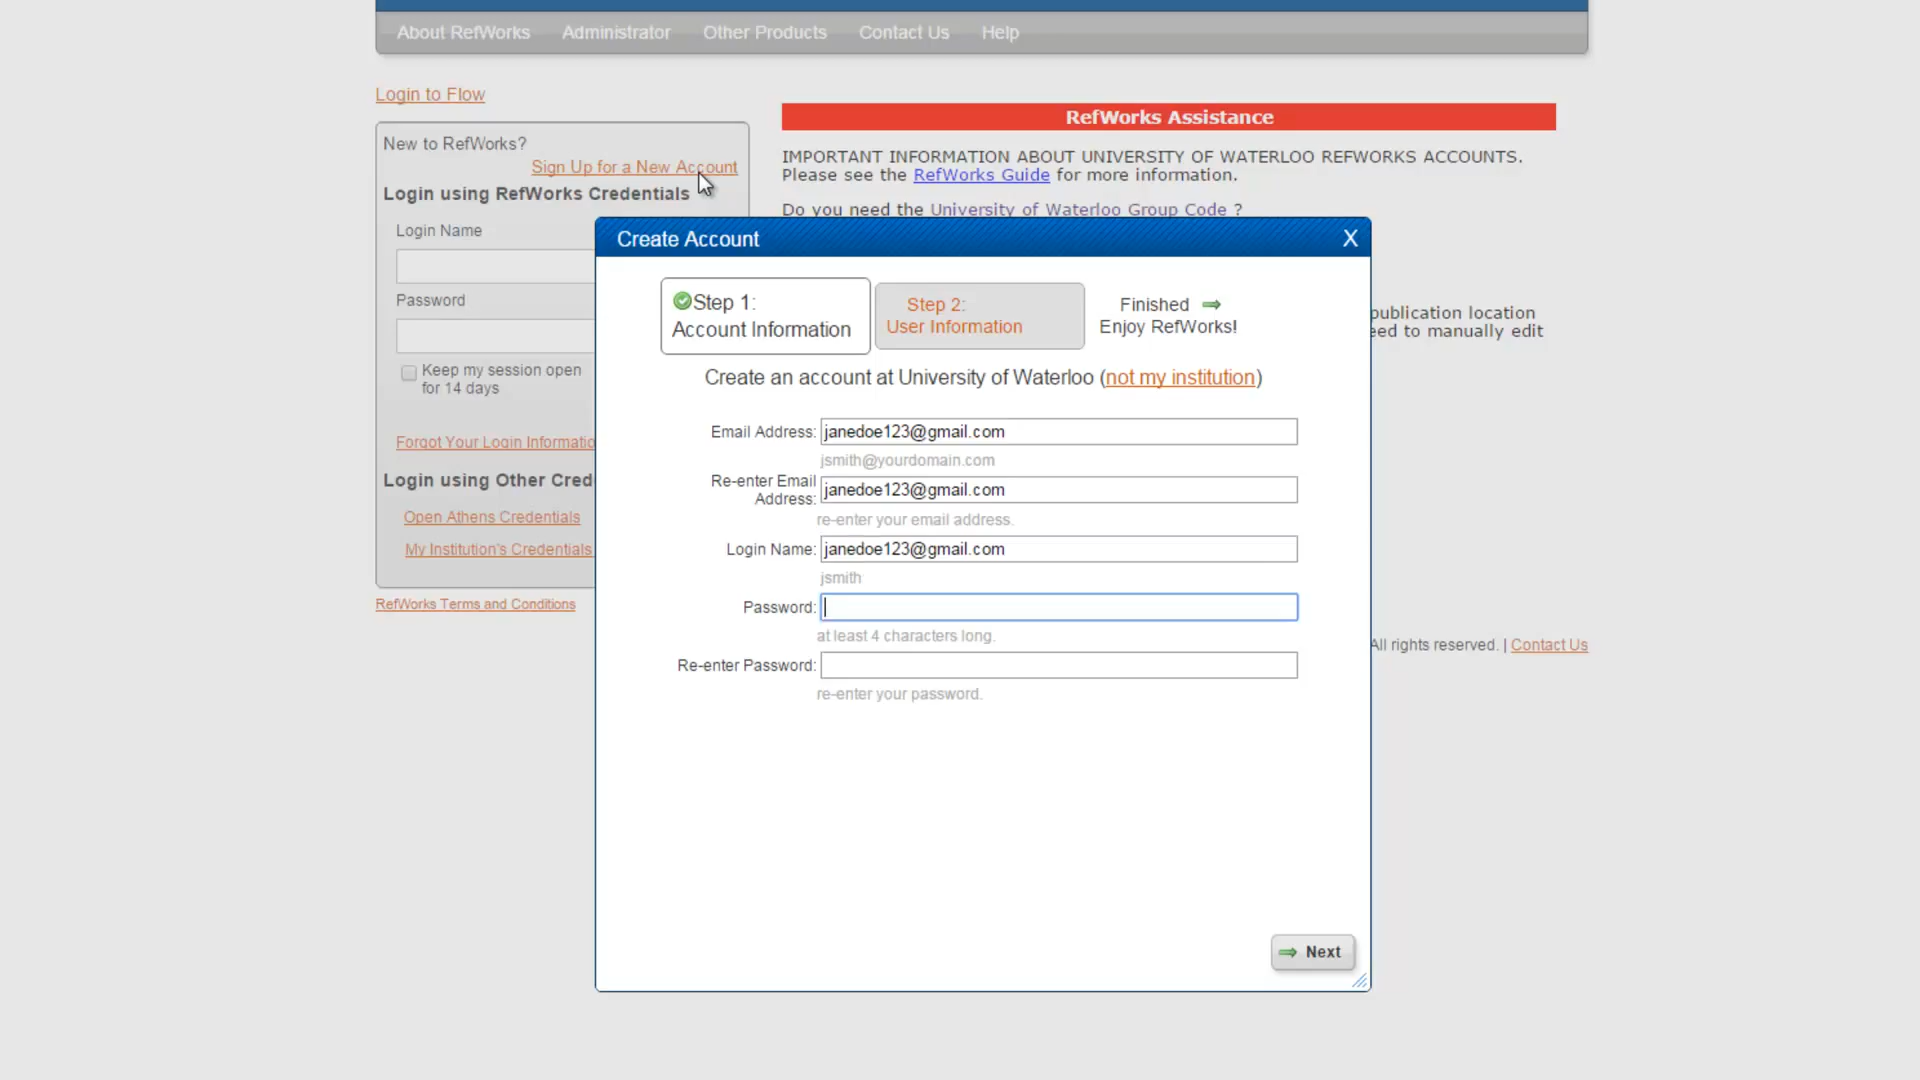 About RefWorks Administrator Other Products Contact Us Help
Login to Flow
New to RefWorks?
Sign Up for a New Account
Login using RefWorks Credentials
Login Name
Password
Keep my session open
for 14 days
Forgot Your Login Informatio
Login using Other Cred
Open Athens Credentials
My Institution's Credentials
RefWorks Terms and Conditions
RefWorks Assistance
IMPORTANT INFORMATION ABOUT UNIVERSITY OF WATERLOO REFWORKS ACCOUNTS.
Please see the RefWorks Guide for more information.
Do you need the University of Waterloo Group Code ?
publication location
eed to manually edit
All rights reserved. | Contact Us
Create Account X
Step 1:
Account Information
Step 2:
User Information
Finished
Enjoy RefWorks!
Create an account at University of Waterloo (not my institution)
Email Address: janedoe123@gmail.com
jsmith@yourdomain.com
Re-enter Email
Address: janedoe123@gmail.com
re-enter your email address.
Login Name: janedoe123@gmail.com
jsmith
Password:
at least 4 characters long.
Re-enter Password:
re-enter your password.
Next